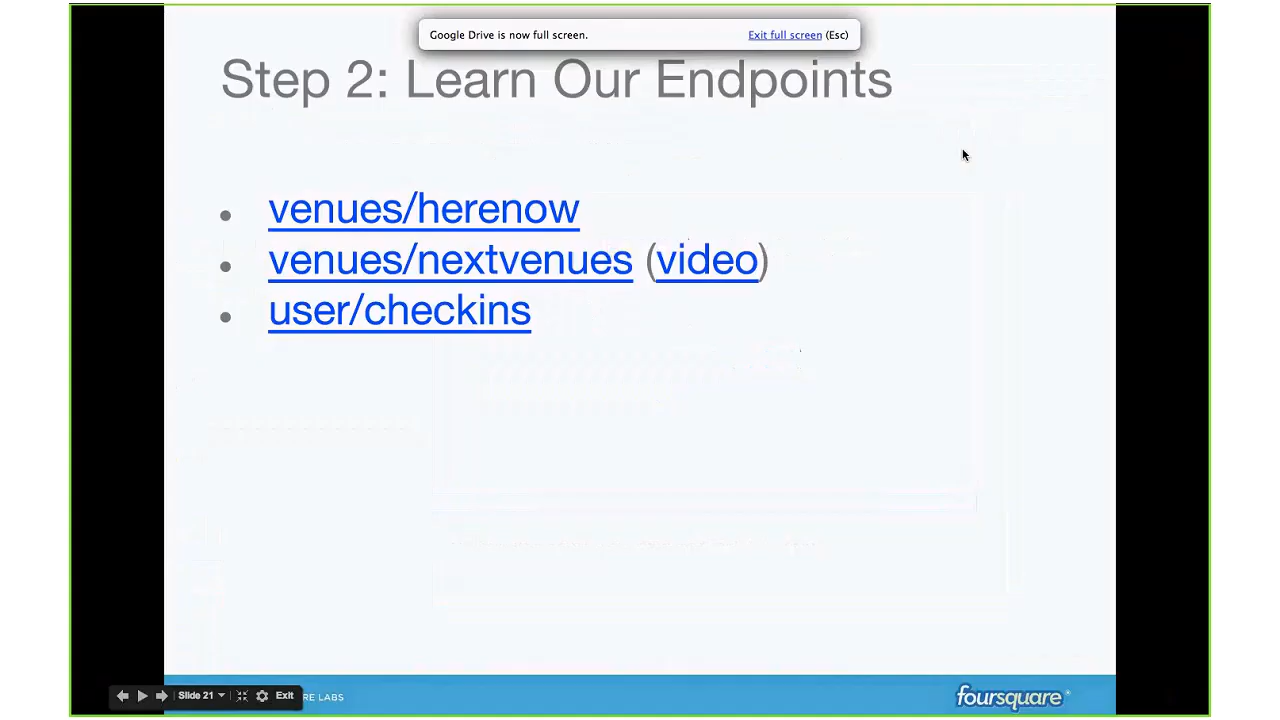 Google Drive is now full screen. Exit full screen (Esc)
Step 2: Learn Our Endpoints
venues/herenow
venues/nextvenues (video)
user/checkins
Slide 21 Exit
RE LABS
foursquare